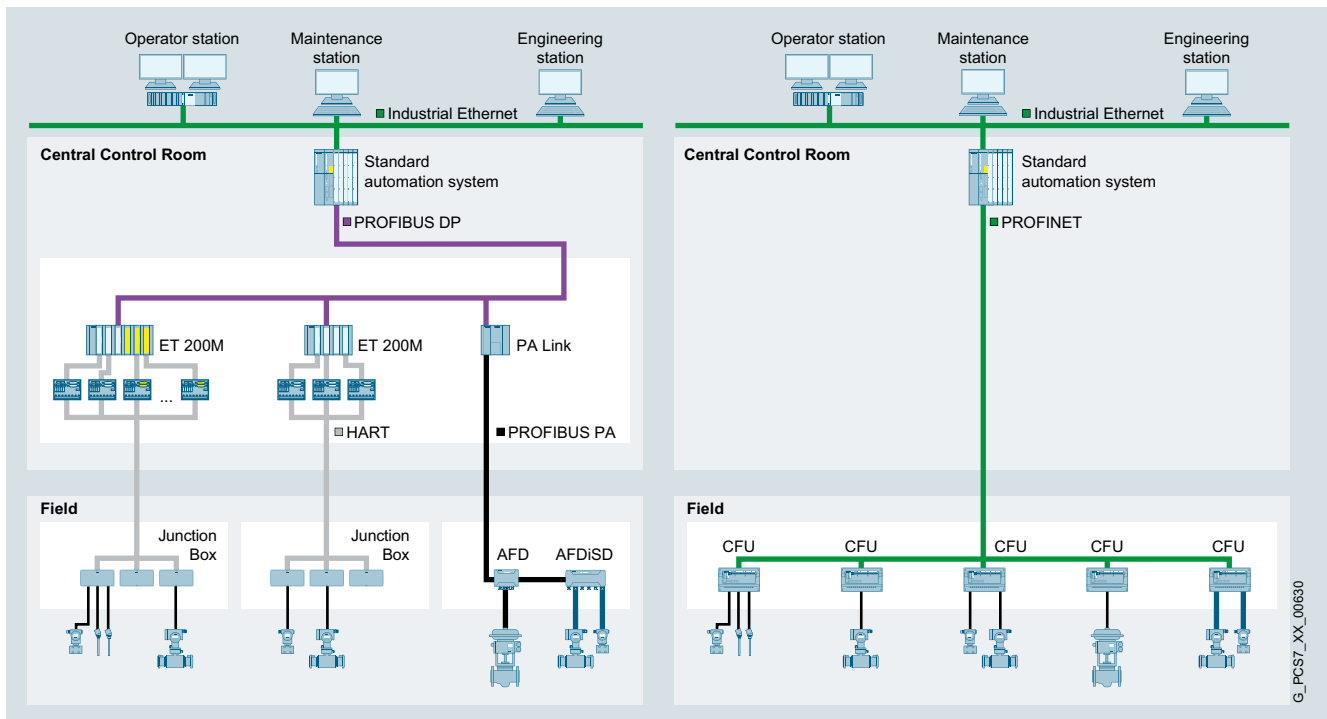 Operator station
Maintenance
station
Engineering
station
Industrial Ethernet
Central Control Room
Standard
automation system
PROFIBUS DP
ET 200M
ET 200M
PA Link
...
HART
PROFIBUS PA
Field
Junction
Box
Junction
Box
AFD
AFDiSD
Operator station
Maintenance
station
Engineering
station
Industrial Ethernet
Central Control Room
Standard
automation system
PROFINET
Field
CFU
CFU
CFU
CFU
CFU
G_PCS7_XX_00630